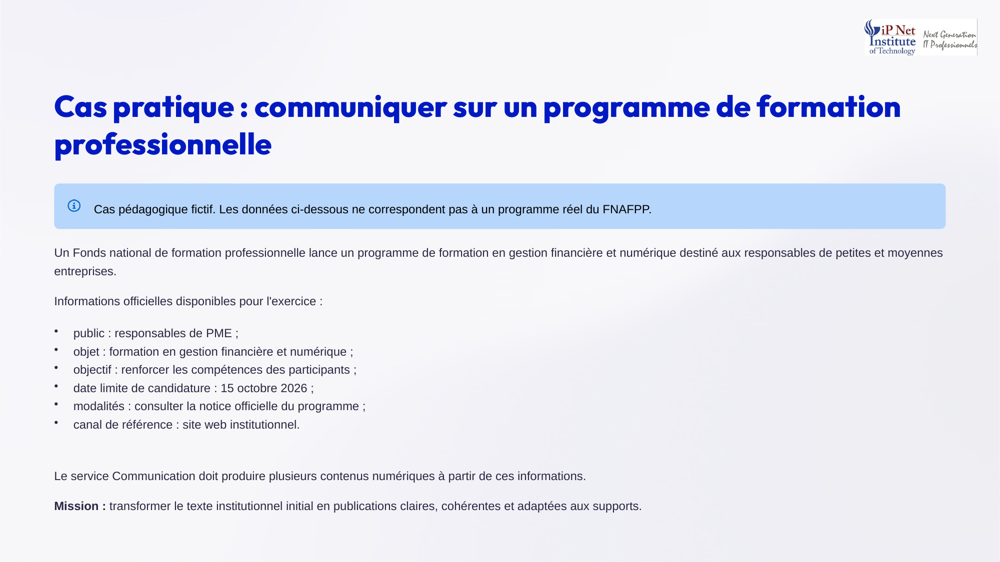 iP Net
Institute
of Technology
Next Generation
IT Professionnels
Cas pratique : communiquer sur un programme de formation
professionnelle
Cas pédagogique fictif. Les données ci-dessous ne correspondent pas à un programme réel du FNAFPP.
Un Fonds national de formation professionnelle lance un programme de formation en gestion financière et numérique destiné aux responsables de petites et moyennes
entreprises.
Informations officielles disponibles pour l'exercice :
• public : responsables de PME ;
• objet : formation en gestion financière et numérique ;
• objectif : renforcer les compétences des participants ;
• date limite de candidature : 15 octobre 2026 ;
• modalités : consulter la notice officielle du programme ;
• canal de référence : site web institutionnel.
Le service Communication doit produire plusieurs contenus numériques à partir de ces informations.
Mission : transformer le texte institutionnel initial en publications claires, cohérentes et adaptées aux supports.